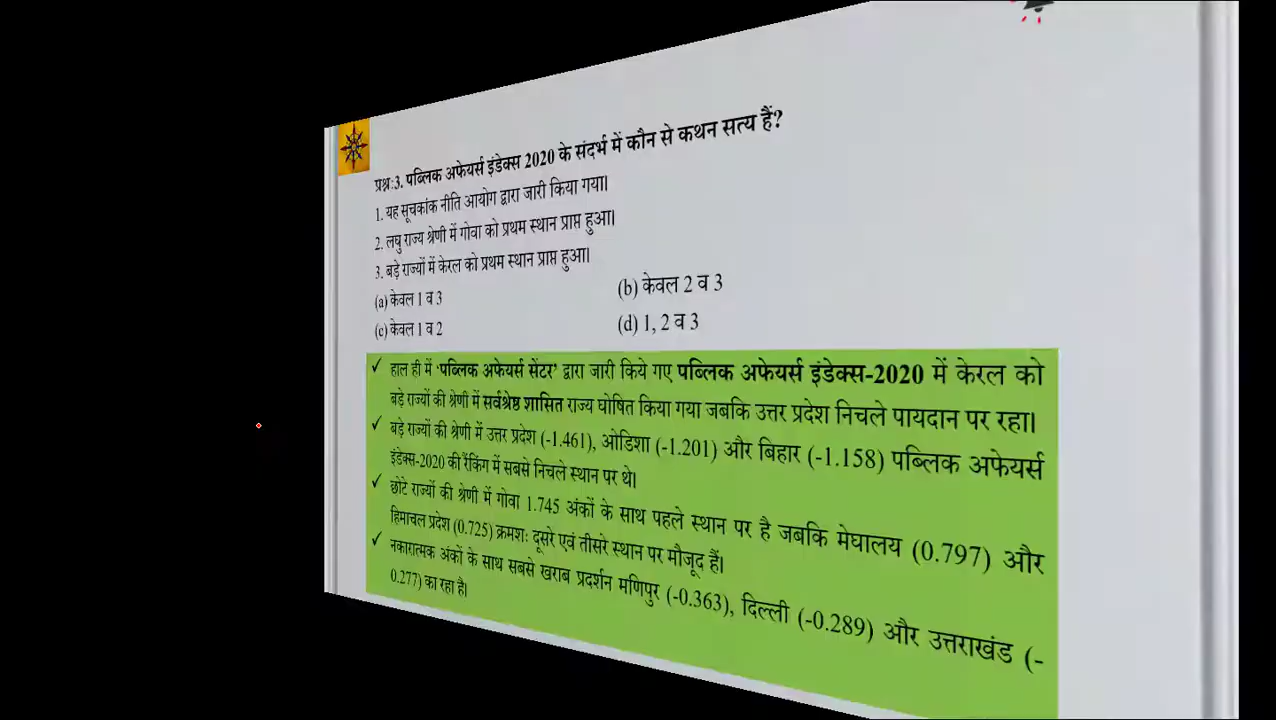 प्रश्न:3. पब्लिक अफेयर्स इंडेक्स 2020 के संदर्भ में कौन से कथन सत्य हैं?
1. यह सूचकांक नीति आयोग द्वारा जारी किया गया।
2. लघु राज्य श्रेणी में गोवा को प्रथम स्थान प्राप्त हुआ।
3. बड़े राज्यों में केरल को प्रथम स्थान प्राप्त हुआ।
(a) केवल 1 व 3 (b) केवल 2 व 3
(c) केवल 1 व 2 (d) 1, 2 व 3
✓ हाल ही में ‘पब्लिक अफेयर्स सेंटर’ द्वारा जारी किये गए पब्लिक अफेयर्स इंडेक्स-2020 में केरल को
बड़े राज्यों की श्रेणी में सर्वश्रेष्ठ शासित राज्य घोषित किया गया जबकि उत्तर प्रदेश निचले पायदान पर रहा।
✓ बड़े राज्यों की श्रेणी में उत्तर प्रदेश (-1.461), ओडिशा (-1.201) और बिहार (-1.158) पब्लिक अफेयर्स
इंडेक्स-2020 की रैंकिंग में सबसे निचले स्थान पर थे।
✓ छोटे राज्यों की श्रेणी में गोवा 1.745 अंकों के साथ पहले स्थान पर है जबकि मेघालय (0.797) और
हिमाचल प्रदेश (0.725) क्रमशः दूसरे एवं तीसरे स्थान पर मौजूद हैं।
✓ नकारात्मक अंकों के साथ सबसे खराब प्रदर्शन मणिपुर (-0.363), दिल्ली (-0.289) और उत्तराखंड (-
0.277) का रहा है।